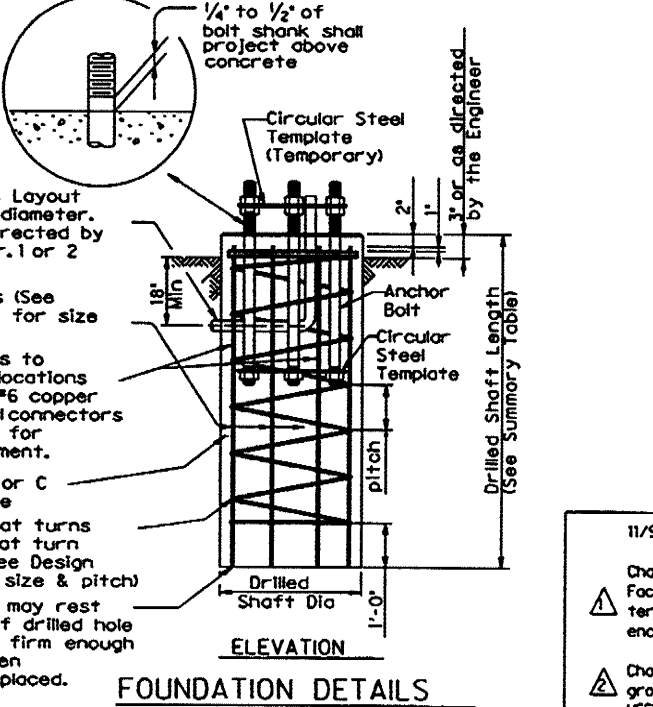 1/4" to 1/2" of
bolt shank shall
project above
concrete
Circular Steel
Template
(Temporary)
3" or as directed
by the Engineer
2"
1"
Layout
diameter.
rected by
r. 1 or 2
s (See
for size
s to
locations
#6 copper
d connectors
for
ment.
or C
e
at turns
at turn
ee Design
size & pitch)
may rest
f drilled hole
firm enough
en
placed.
18"
Min
Anchor
Bolt
Circular
Steel
Template
pitch
Drilled Shaft Length
(See Summary Table)
Drilled
Shaft Dia
1'-0"
ELEVATION
FOUNDATION DETAILS
11/9
1
Cha
Fac
ter
enc
2
Cha
gro